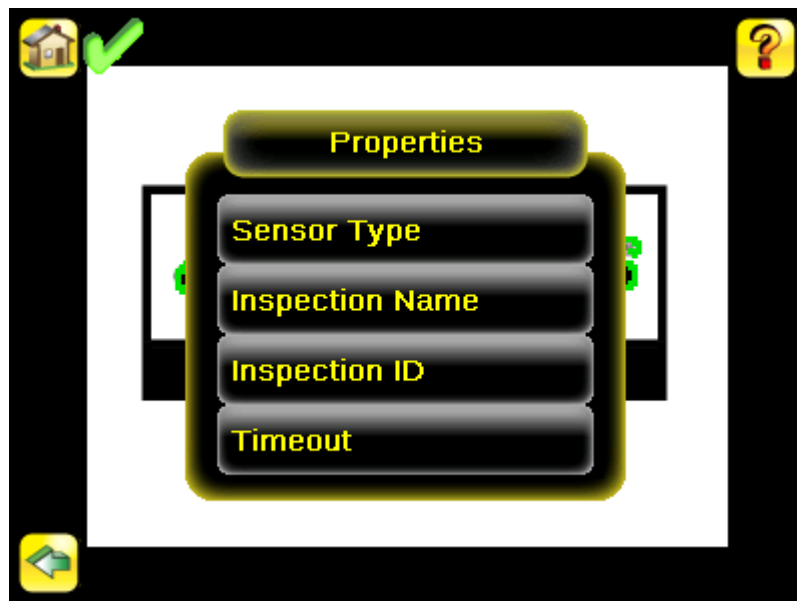 Properties
Sensor Type
Inspection Name
Inspection ID
Timeout